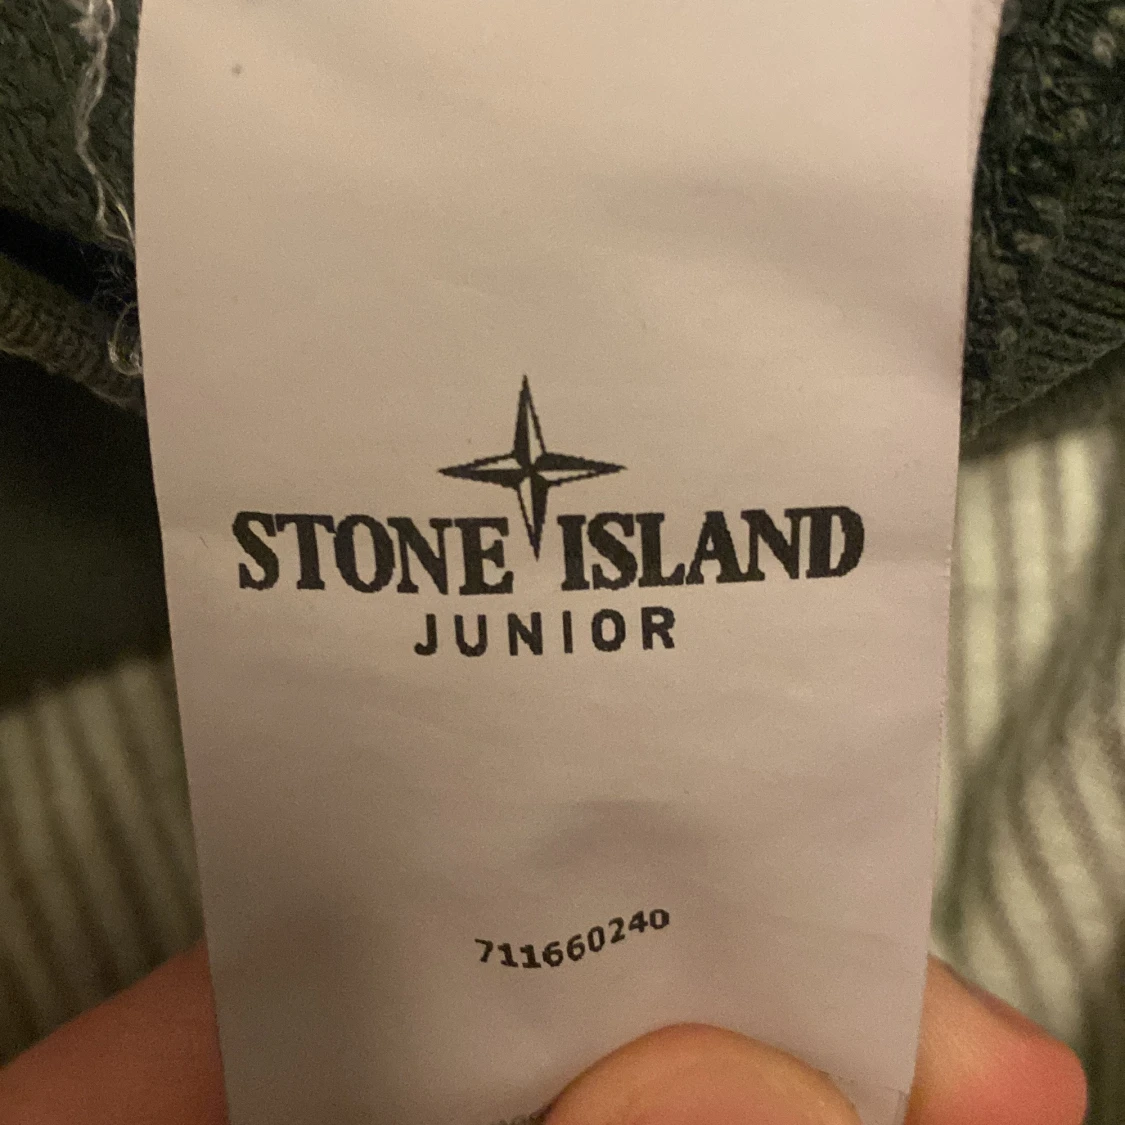 STONE ISLAND
JUNIOR
711660240